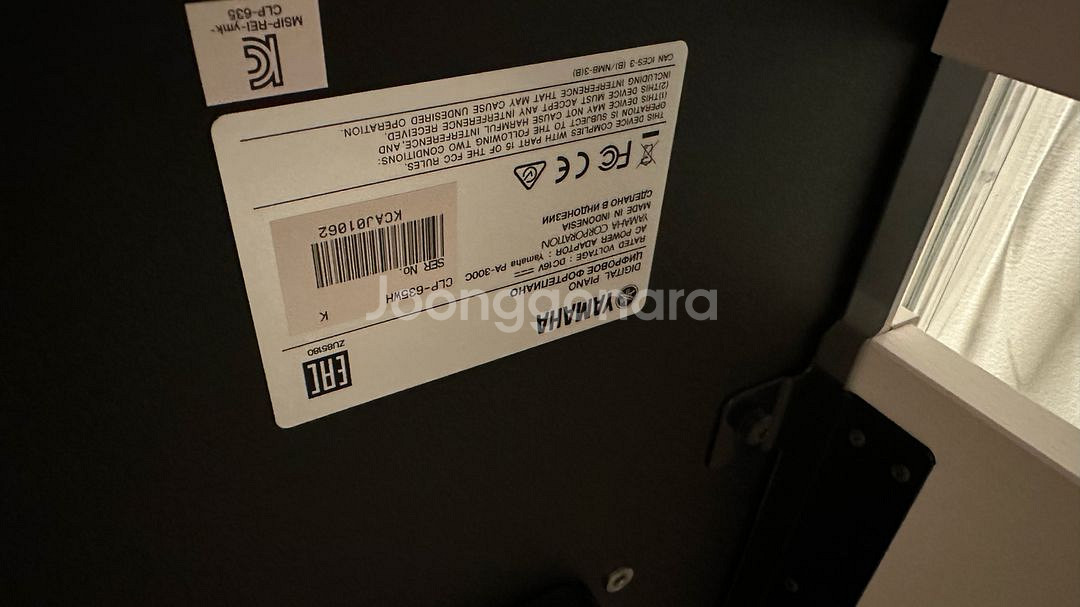 YAMAHA
DIGITAL PIANO
ЦИФРОВОЕ ФОРТЕПИАНО
RATED VOLTAGE : DC16V
AC POWER ADAPTOR : Yamaha PA-300C
YAMAHA CORPORATION
MADE IN INDONESIA
СДЕЛАНО В ИНДОНЕЗИИ
EAC
ZU85180
K
CLP-635WH
SER No.
KCAJ01062
FC CE
THIS DEVICE COMPLIES WITH PART 15 OF THE FCC RULES.
OPERATION IS SUBJECT TO THE FOLLOWING TWO CONDITIONS:
(1)THIS DEVICE MAY NOT CAUSE HARMFUL INTERFERENCE,AND
(2)THIS DEVICE MUST ACCEPT ANY INTERFERENCE RECEIVED,
INCLUDING INTERFERENCE THAT MAY CAUSE UNDESIRED OPERATION.
CAN ICES-3 (B)/NMB-3(B)
KC
MSIP-REI-ymk-
CLP-635
Joonggonara